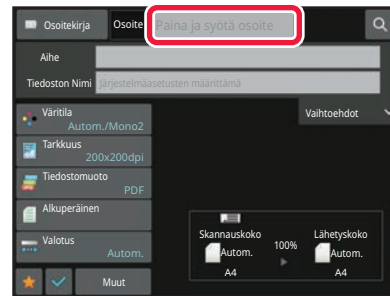 Osoitekirja
Osoite
Paina ja syötä osoite
Aihe
Tiedoston Nimi
Järjestelmäasetusten määrittämä
Vaihtoehdot
Väritila
Autom./Mono2
Tarkkuus
200x200dpi
Tiedostomuoto
PDF
Alkuperäinen
Valotus
Autom.
Skannauskoko
Autom.
A4
100%
Lähetyskoko
Autom.
A4
Muut